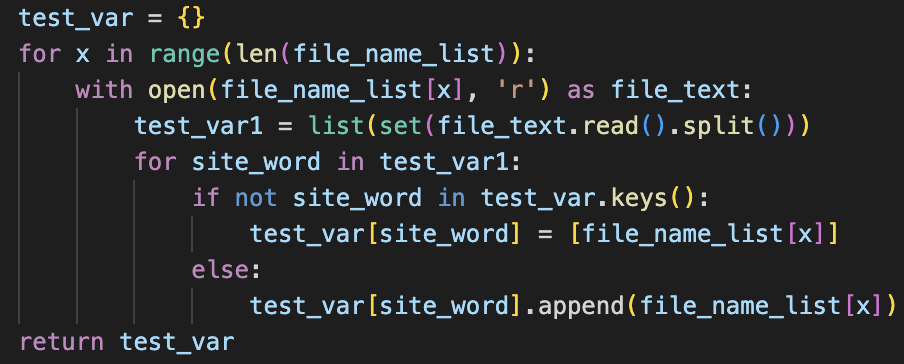 test_var = {}
for x in range(len(file_name_list)):
    with open(file_name_list[x], 'r') as file_text:
        test_var1 = list(set(file_text.read().split()))
        for site_word in test_var1:
            if not site_word in test_var.keys():
                test_var[site_word] = [file_name_list[x]]
            else:
                test_var[site_word].append(file_name_list[x])
return test_var